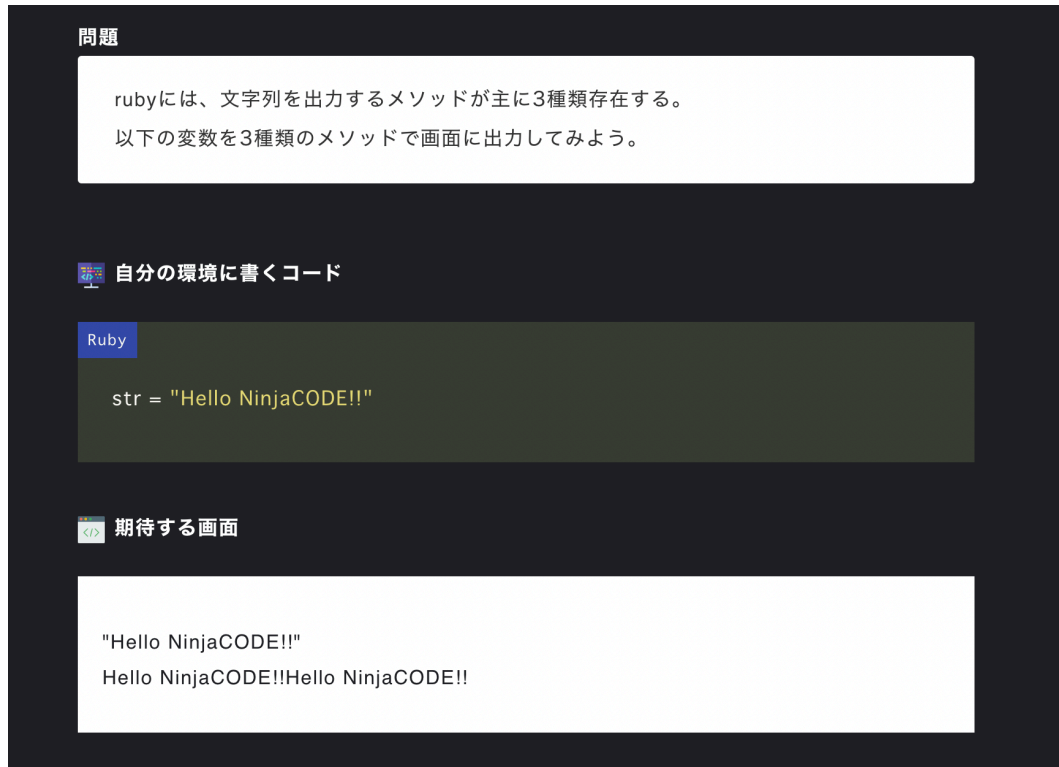 問題
rubyには、文字列を出力するメソッドが主に3種類存在する。
以下の変数を3種類のメソッドで画面に出力してみよう。
自分の環境に書くコード
Ruby
str = "Hello NinjaCODE!!"
</> 期待する画面
"Hello NinjaCODE!!"
Hello NinjaCODE!!Hello NinjaCODE!!